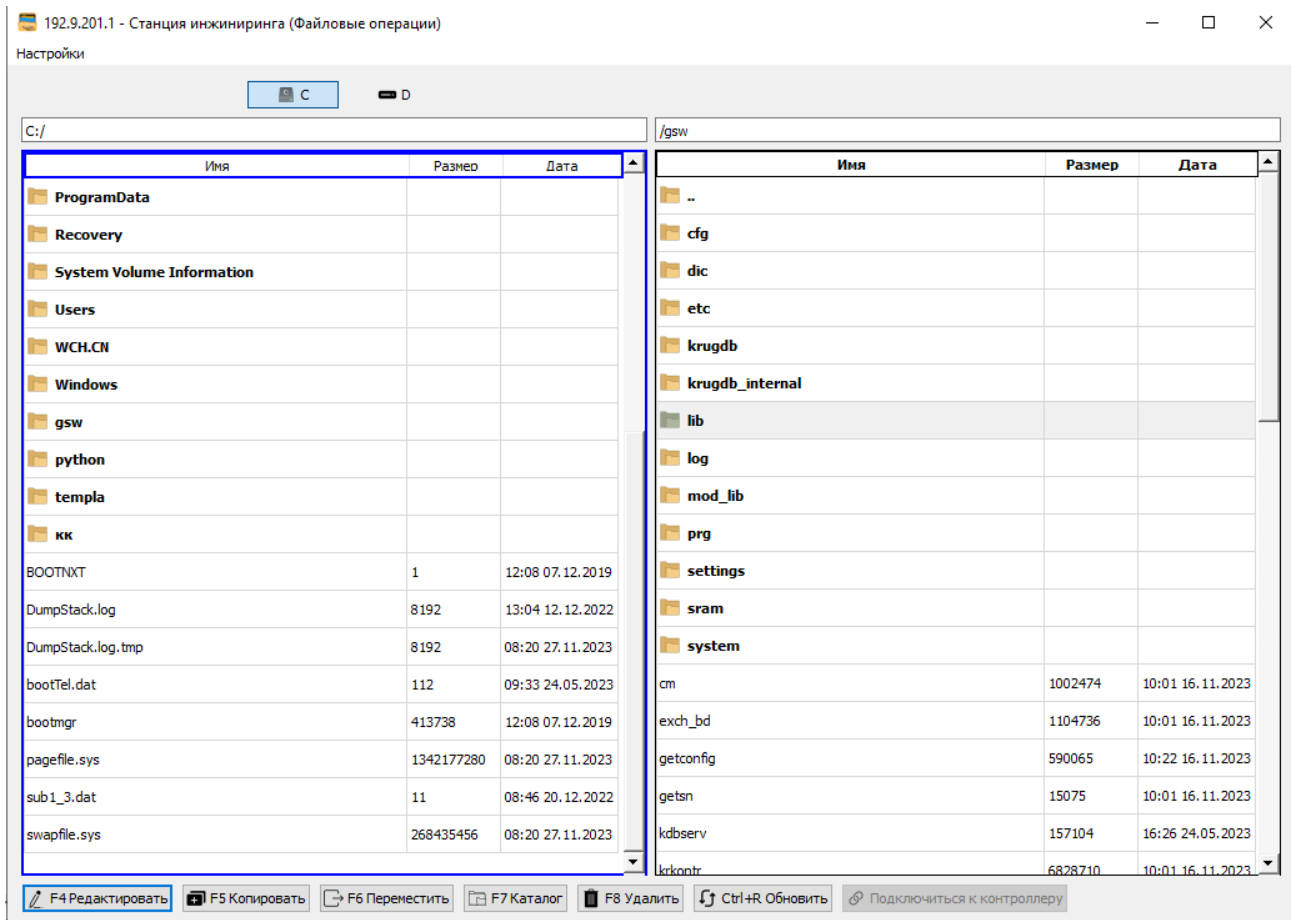 192.9.201.1 - Станция инжиниринга (Файловые операции)
Настройки
C D
C:/ /gsw
Имя Размер Дата Имя Размер Дата
ProgramData ..
Recovery cfg
System Volume Information dic
Users etc
WCH.CN krugdb
Windows krugdb_internal
gsw lib
python log
templa mod_lib
кк prg
BOOTNXT 1 12:08 07.12.2019 settings
DumpStack.log 8192 13:04 12.12.2022 sram
DumpStack.log.tmp 8192 08:20 27.11.2023 system
bootTel.dat 112 09:33 24.05.2023 cm 1002474 10:01 16.11.2023
bootmgr 413738 12:08 07.12.2019 exch_bd 1104736 10:01 16.11.2023
pagefile.sys 1342177280 08:20 27.11.2023 getconfig 590065 10:22 16.11.2023
sub1_3.dat 11 08:46 20.12.2022 getsn 15075 10:01 16.11.2023
swapfile.sys 268435456 08:20 27.11.2023 kdbserv 157104 16:26 24.05.2023
krkontr 6828710 10:01 16.11.2023
F4 Редактировать F5 Копировать F6 Переместить F7 Каталог F8 Удалить Ctrl+R Обновить Подключиться к контроллеру